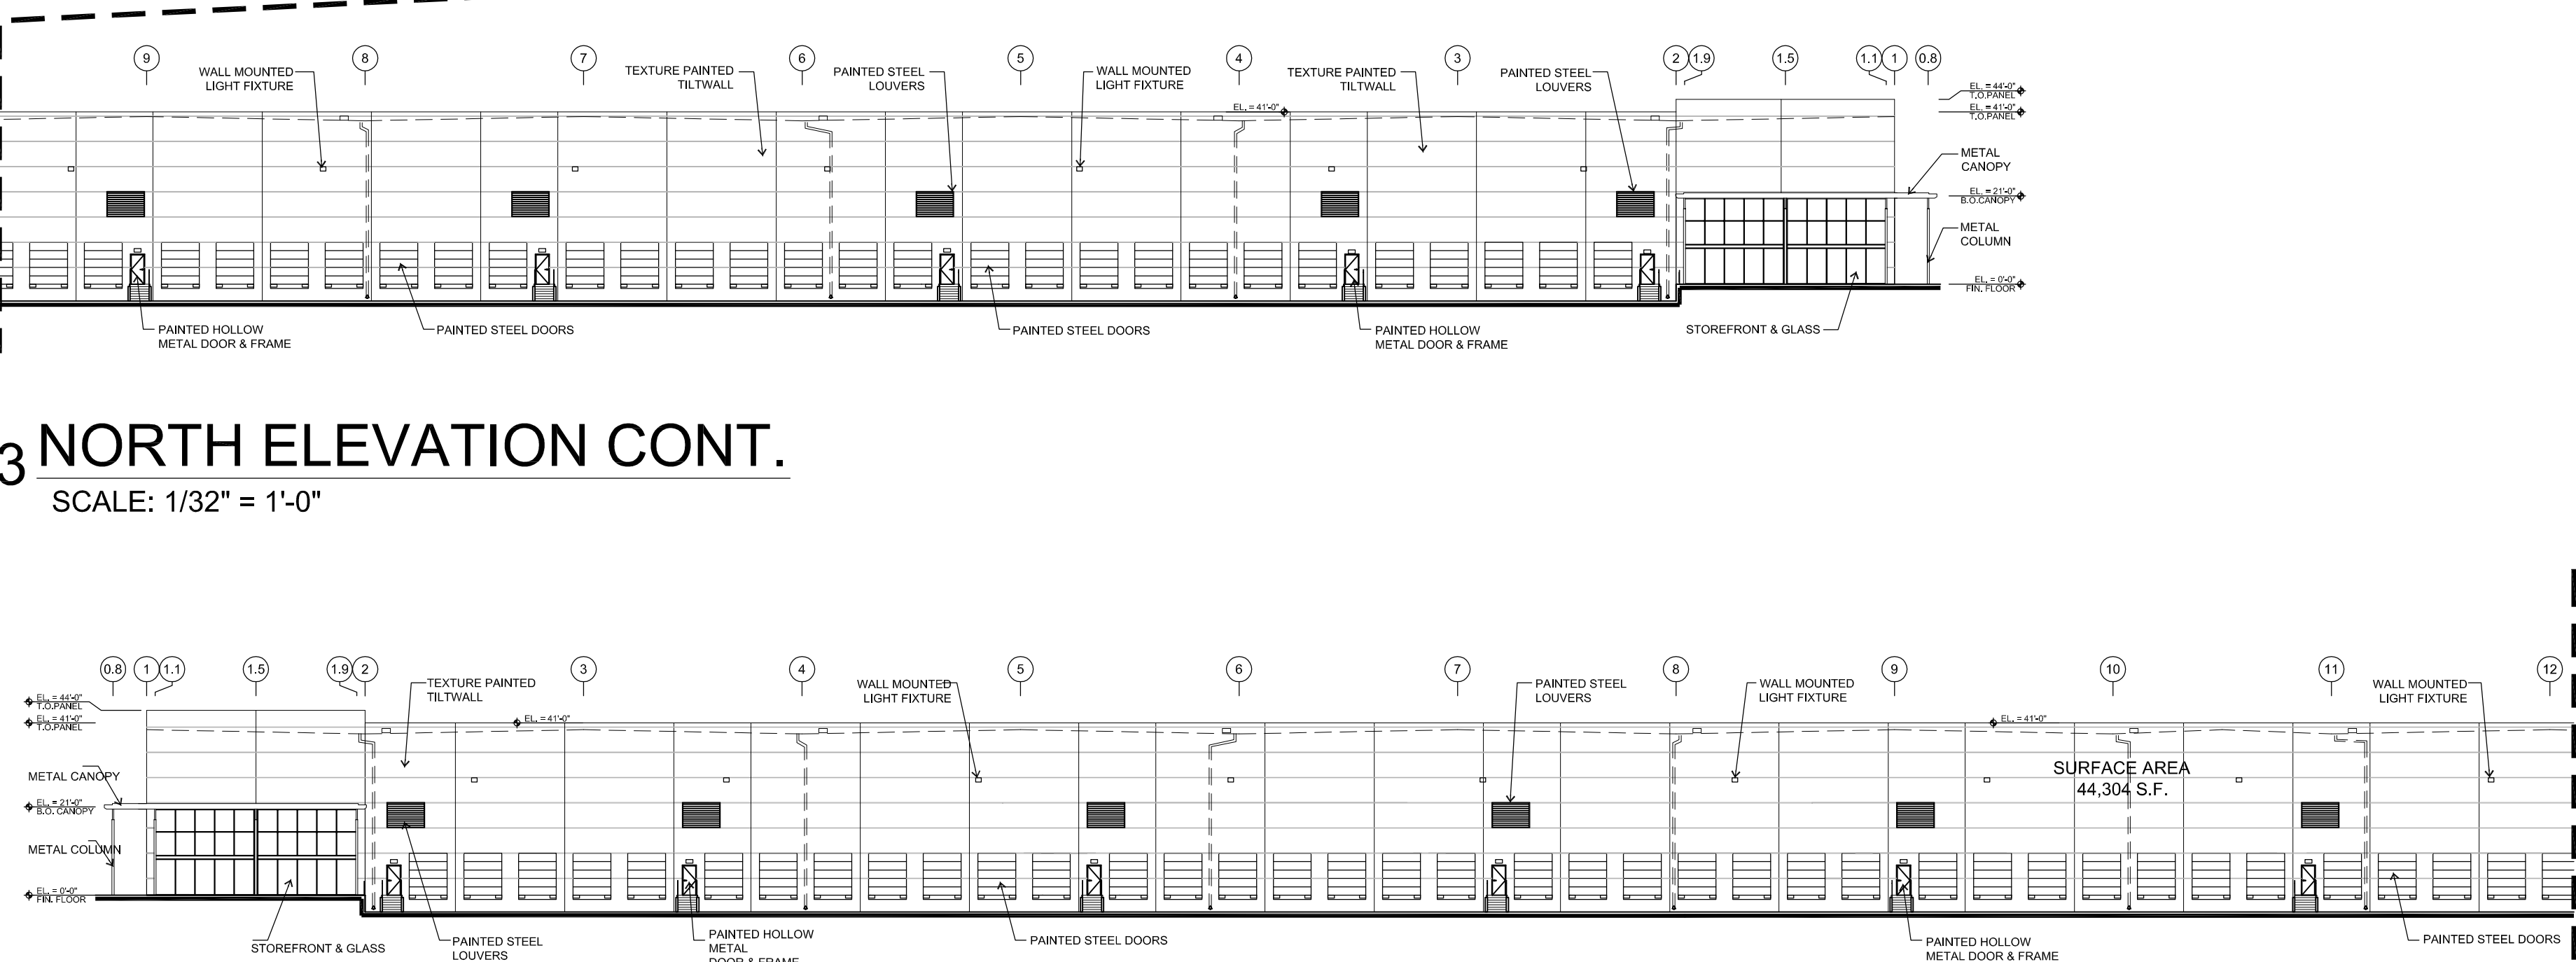 9 8 7 6 5 4 3 2 1.9 1.5 1.1 1 0.8
WALL MOUNTED
LIGHT FIXTURE
TEXTURE PAINTED
TILTWALL
PAINTED STEEL
LOUVERS
WALL MOUNTED
LIGHT FIXTURE
TEXTURE PAINTED
TILTWALL
PAINTED STEEL
LOUVERS
EL. = 41'-0"
EL. = 44'-0"
T.O.PANEL
EL. = 41'-0"
T.O.PANEL
METAL
CANOPY
EL. = 21'-0"
B.O.CANOPY
METAL
COLUMN
EL. = 0'-0"
FIN. FLOOR
PAINTED HOLLOW
METAL DOOR & FRAME
PAINTED STEEL DOORS
PAINTED STEEL DOORS
PAINTED HOLLOW
METAL DOOR & FRAME
STOREFRONT & GLASS
3 NORTH ELEVATION CONT.
SCALE: 1/32" = 1'-0"
0.8 1 1.1 1.5 1.9 2 3 4 5 6 7 8 9 10 11 12
TEXTURE PAINTED
TILTWALL
WALL MOUNTED
LIGHT FIXTURE
PAINTED STEEL
LOUVERS
WALL MOUNTED
LIGHT FIXTURE
WALL MOUNTED
LIGHT FIXTURE
EL. = 44'-0"
T.O.PANEL
EL. = 41'-0"
T.O.PANEL
EL. = 41'-0"
EL. = 41'-0"
METAL CANOPY
EL. = 21'-0"
B.O. CANOPY
METAL COLUMN
EL. = 0'-0"
FIN. FLOOR
SURFACE AREA
44,304 S.F.
STOREFRONT & GLASS
PAINTED STEEL
LOUVERS
PAINTED HOLLOW
METAL
DOOR & FRAME
PAINTED STEEL DOORS
PAINTED HOLLOW
METAL DOOR & FRAME
PAINTED STEEL DOORS